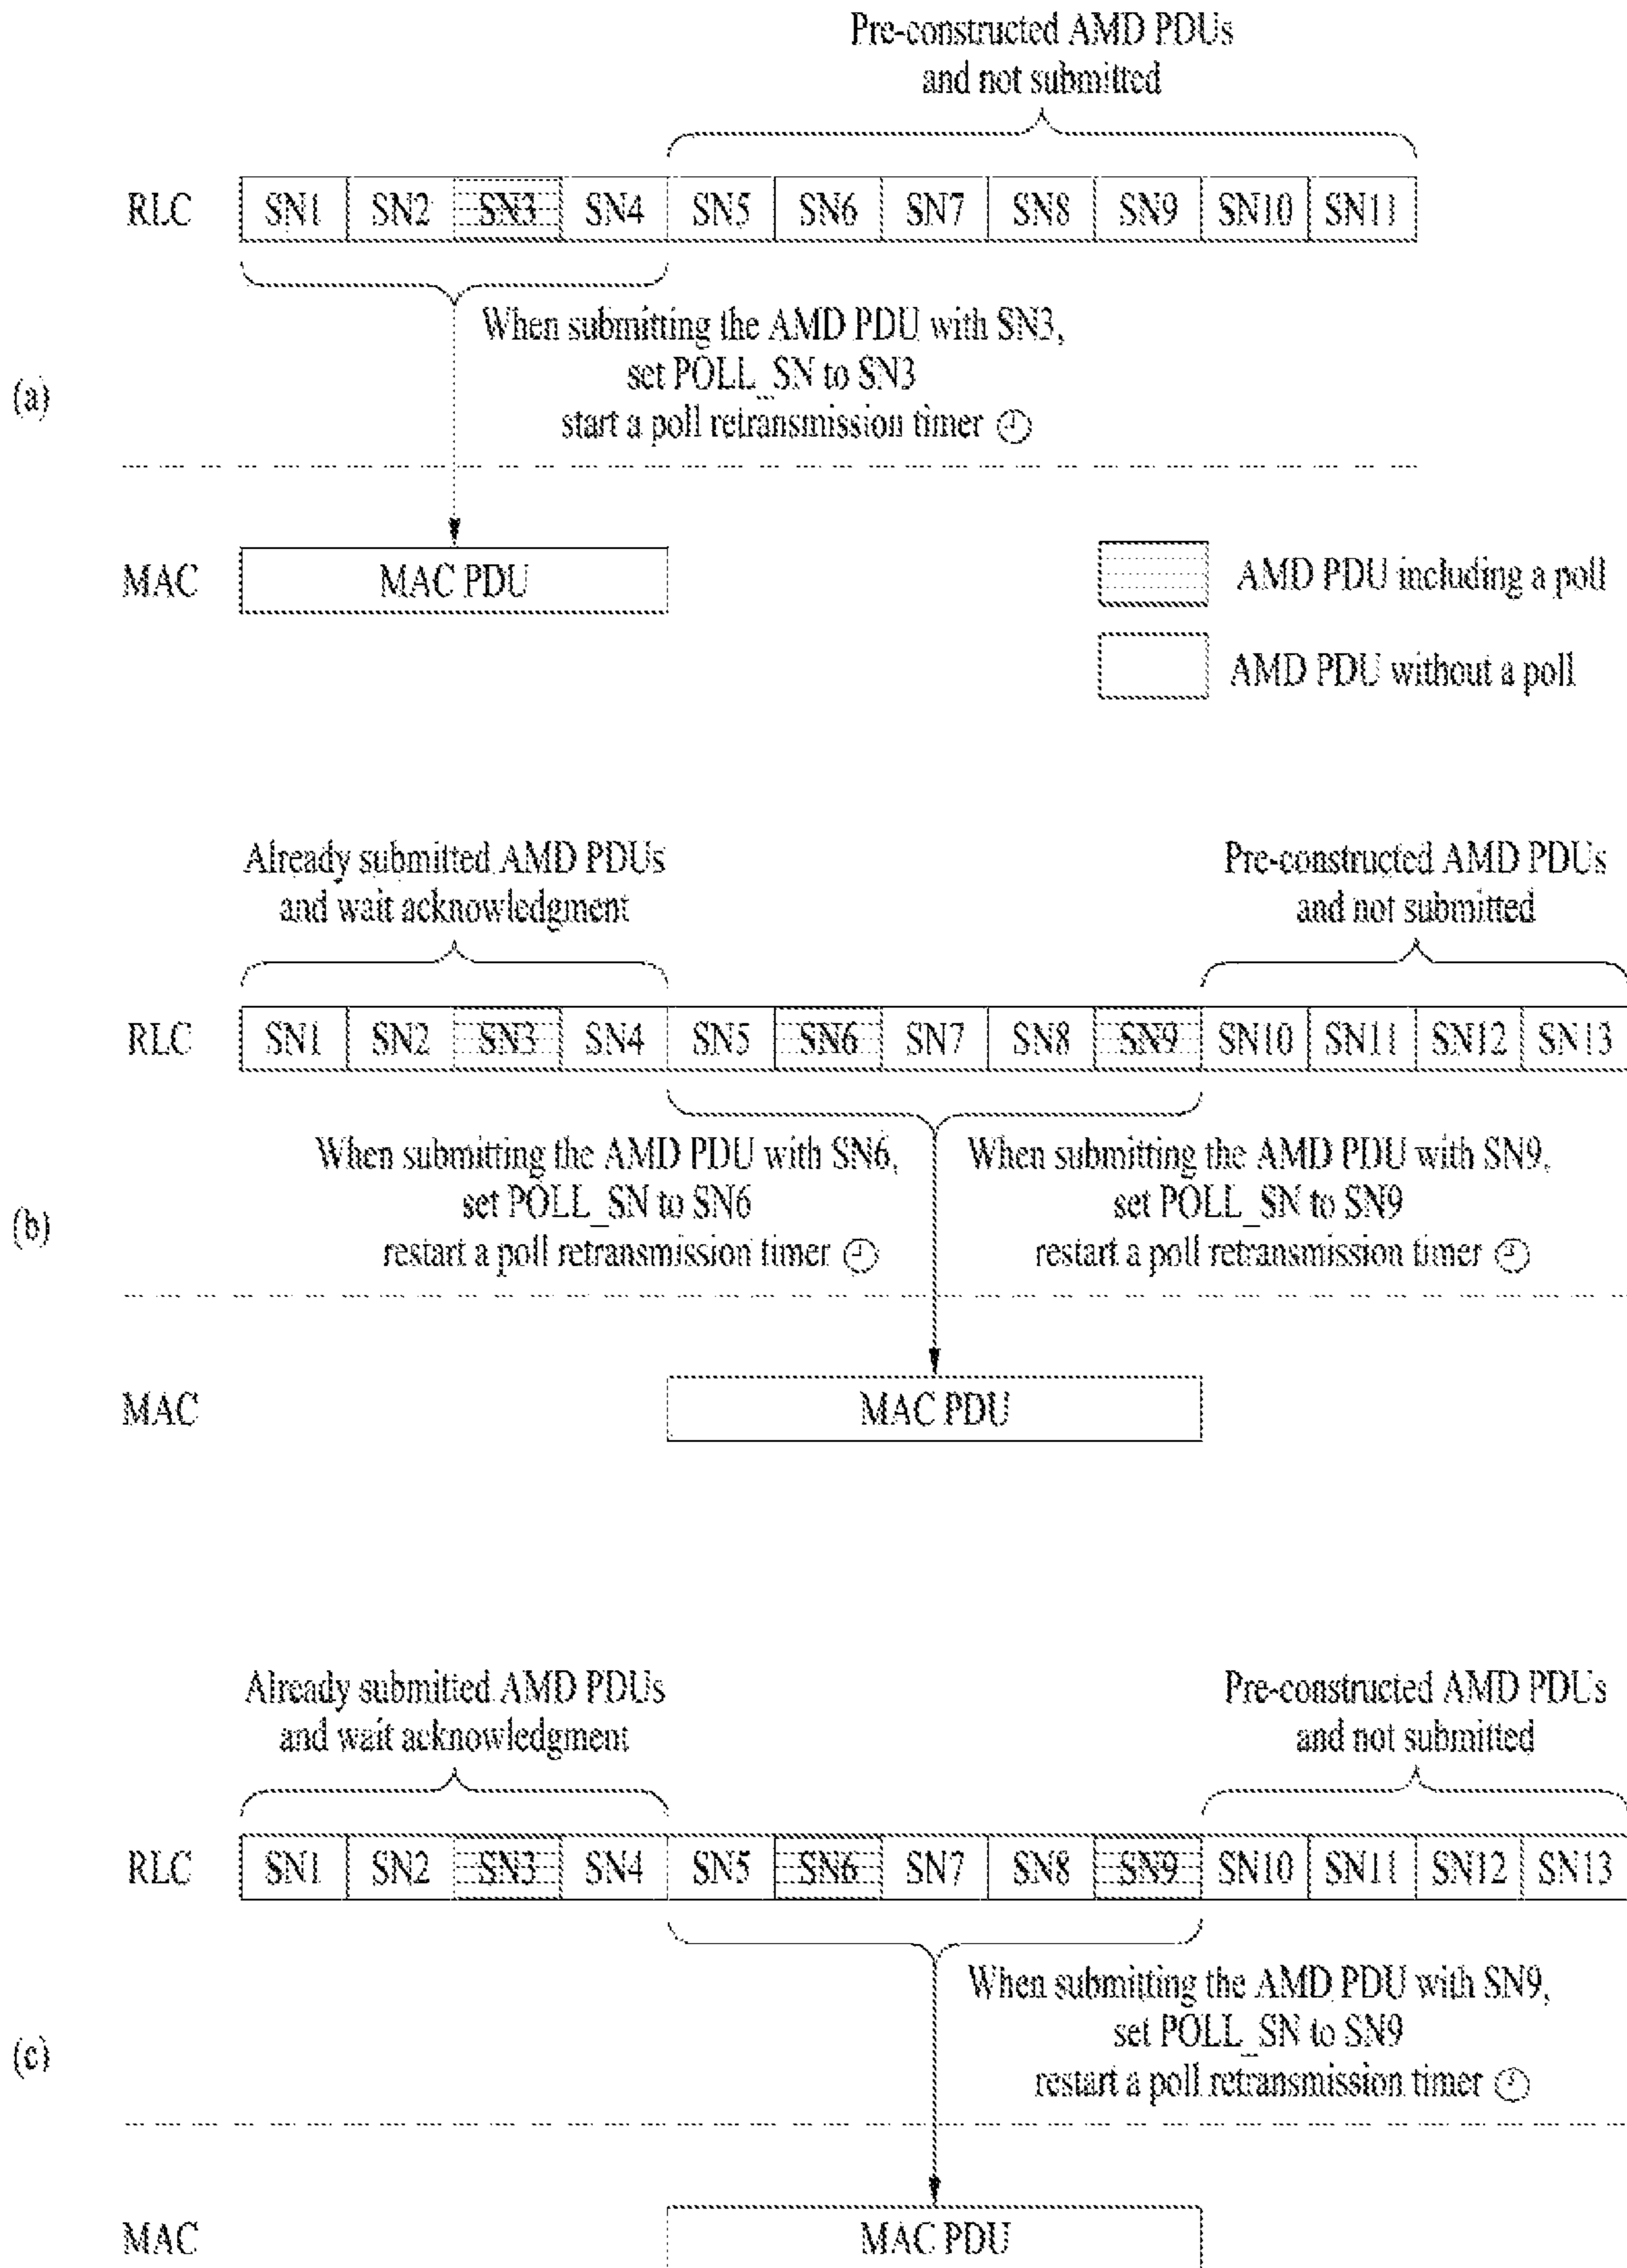 Pre-constructed AMD PDUs
and not submitted
RLC SN1 SN2 SN3 SN4 SN5 SN6 SN7 SN8 SN9 SN10 SN11
When submitting the AMD PDU with SN3,
set POLL_SN to SN3
(a)
start a poll retransmission timer
MAC MAC PDU
AMD PDU including a poll
AMD PDU without a poll
Already submitted AMD PDUs
and wait acknowledgment
Pre-constructed AMD PDUs
and not submitted
RLC SN1 SN2 SN3 SN4 SN5 SN6 SN7 SN8 SN9 SN10 SN11 SN12 SN13
When submitting the AMD PDU with SN6,
set POLL_SN to SN6
restart a poll retransmission timer
When submitting the AMD PDU with SN9,
set POLL_SN to SN9
restart a poll retransmission timer
(b)
MAC MAC PDU
Already submitted AMD PDUs
and wait acknowledgment
Pre-constructed AMD PDUs
and not submitted
RLC SN1 SN2 SN3 SN4 SN5 SN6 SN7 SN8 SN9 SN10 SN11 SN12 SN13
When submitting the AMD PDU with SN9,
set POLL_SN to SN9
(c)
restart a poll retransmission timer
MAC MAC PDU